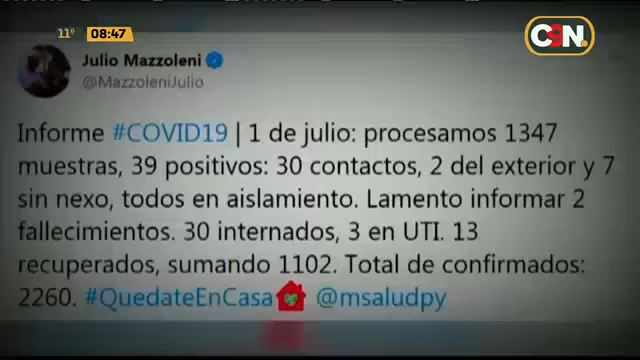 11° 08:47
CEN.
Julio Mazzoleni
@MazzoleniJulio
Informe #COVID19 | 1 de julio: procesamos 1347
muestras, 39 positivos: 30 contactos, 2 del exterior y 7
sin nexo, todos en aislamiento. Lamento informar 2
fallecimientos. 30 internados, 3 en UTI. 13
recuperados, sumando 1102. Total de confirmados:
2260. #QuedateEnCasa @msaludpy